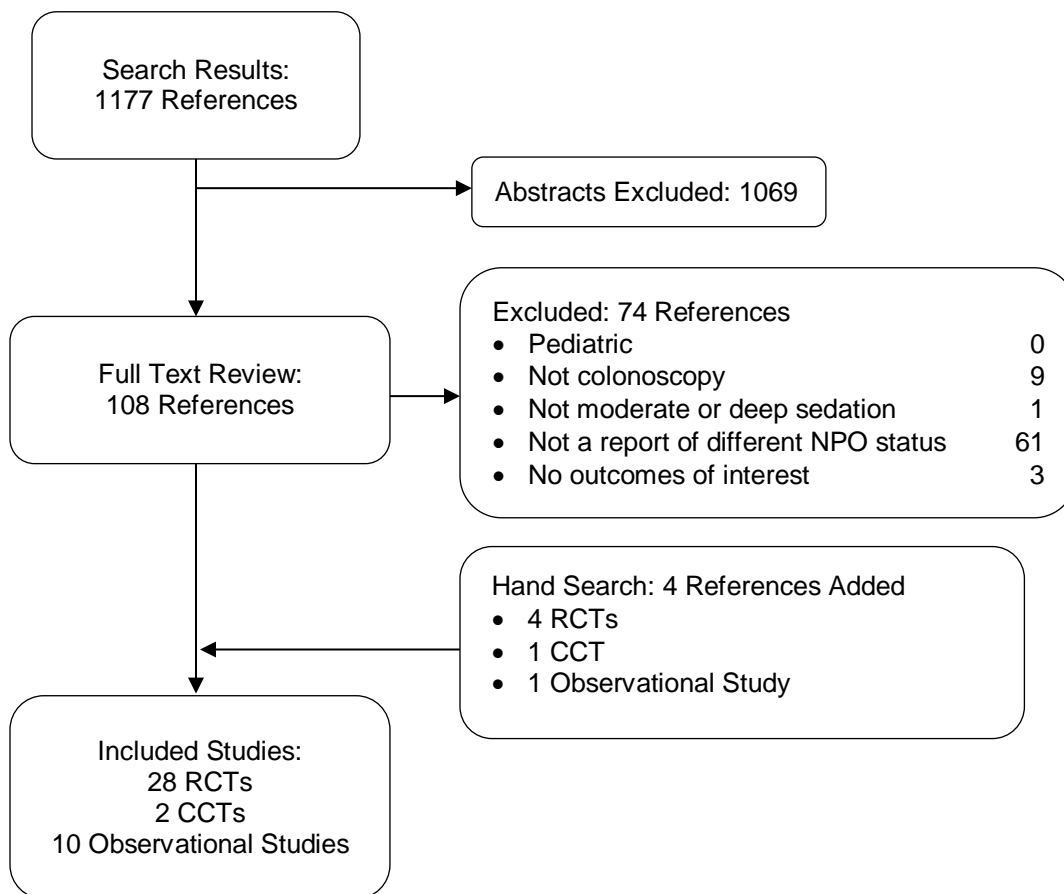 Search Results:
1177 References
Abstracts Excluded: 1069
Full Text Review:
108 References
Excluded: 74 References
• Pediatric 0
• Not colonoscopy 9
• Not moderate or deep sedation 1
• Not a report of different NPO status 61
• No outcomes of interest 3
Hand Search: 4 References Added
• 4 RCTs
• 1 CCT
• 1 Observational Study
Included Studies:
28 RCTs
2 CCTs
10 Observational Studies